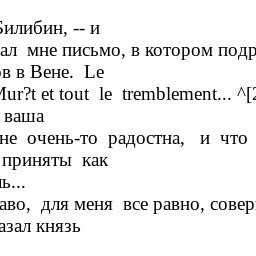 Билибин, -- и
ал мне письмо, в котором подр
в в Вене. Le
Mur?t et tout le tremblement... ^[2
ваша
не очень-то радостна, и что
приняты как
ь...
аво, для меня все равно, совер
азал князь